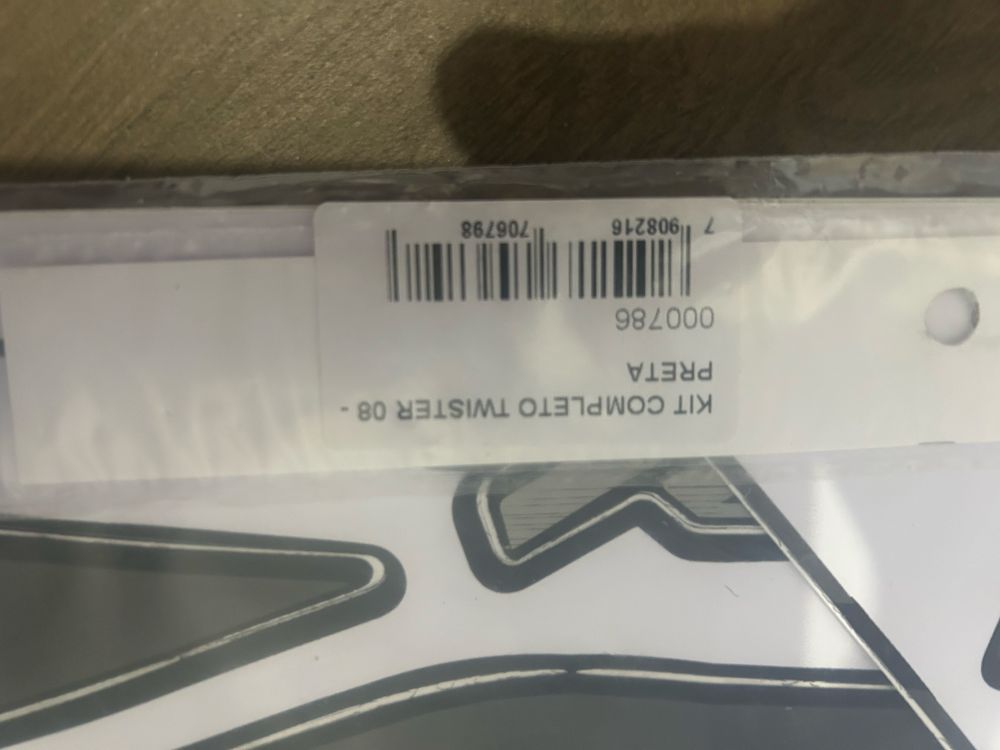 KIT COMPLETO TWISTER 08 -
PRETA
000786
7 908216 706798